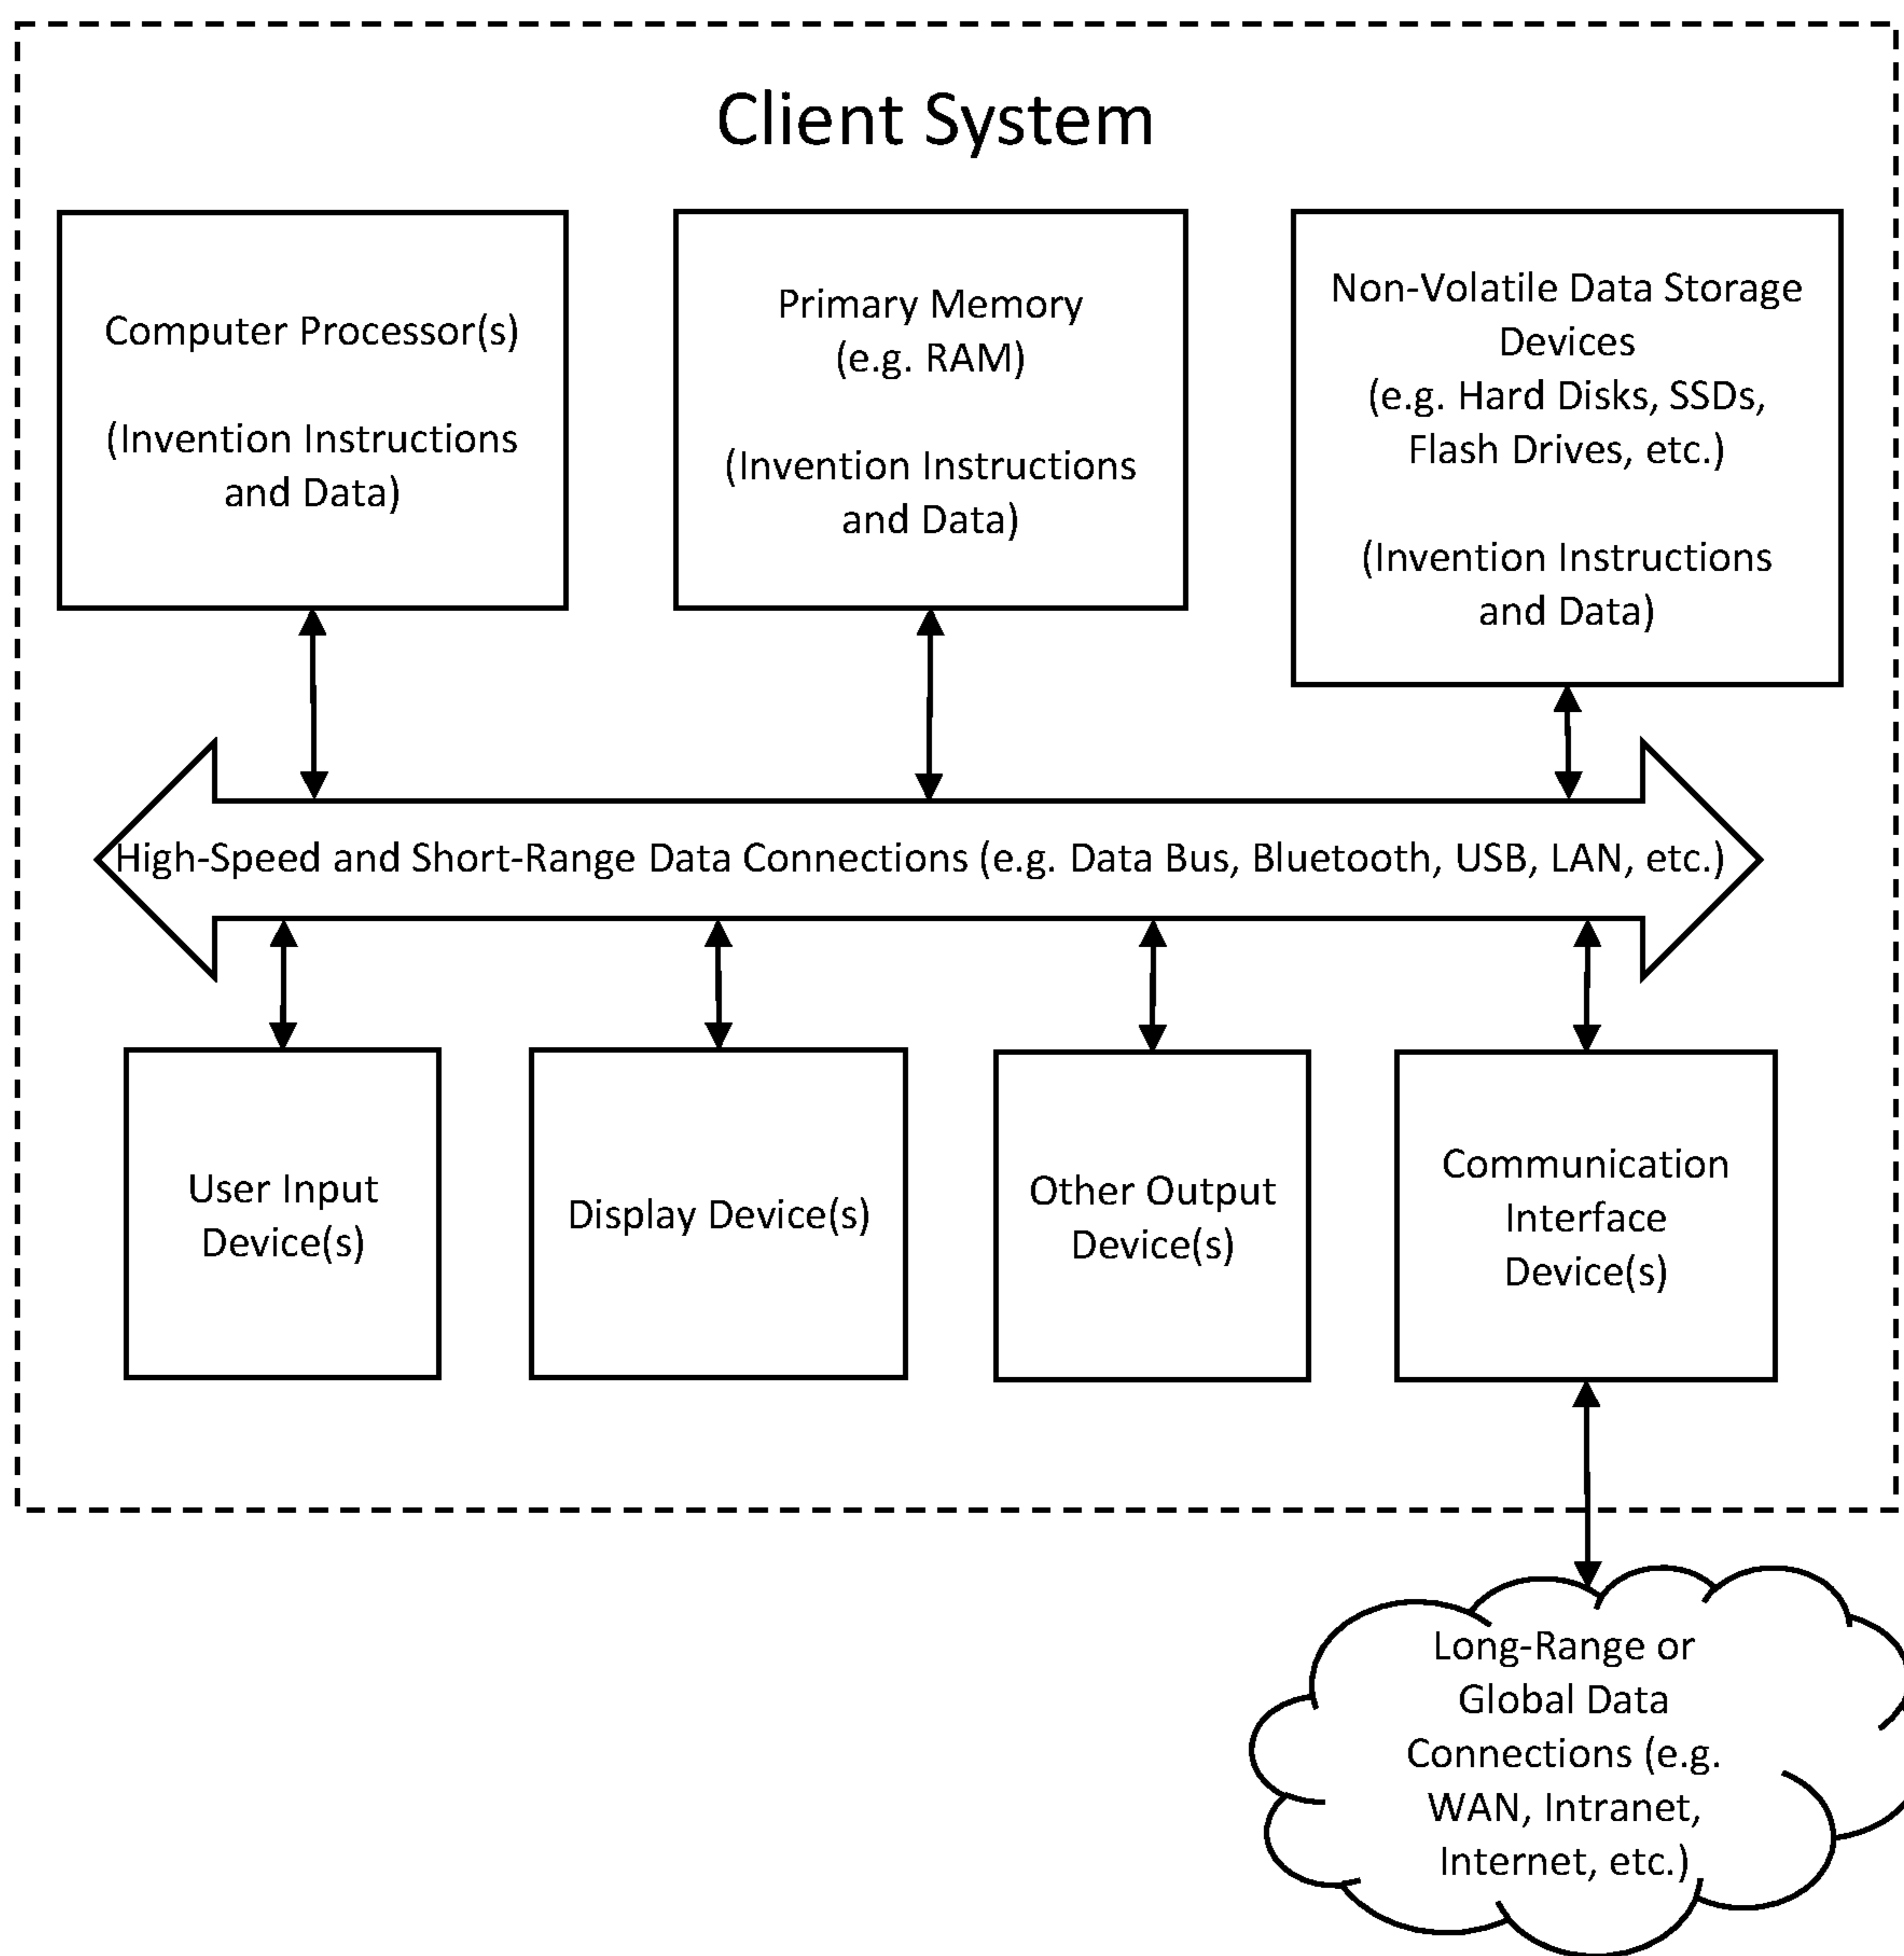 Client System
Computer Processor(s)
(Invention Instructions
and Data)
Primary Memory
(e.g. RAM)
(Invention Instructions
and Data)
Non-Volatile Data Storage
Devices
(e.g. Hard Disks, SSDs,
Flash Drives, etc.)
(Invention Instructions
and Data)
High-Speed and Short-Range Data Connections (e.g. Data Bus, Bluetooth, USB, LAN, etc.)
User Input
Device(s)
Display Device(s)
Other Output
Device(s)
Communication
Interface
Device(s)
Long-Range or
Global Data
Connections (e.g.
WAN, Intranet,
Internet, etc.)